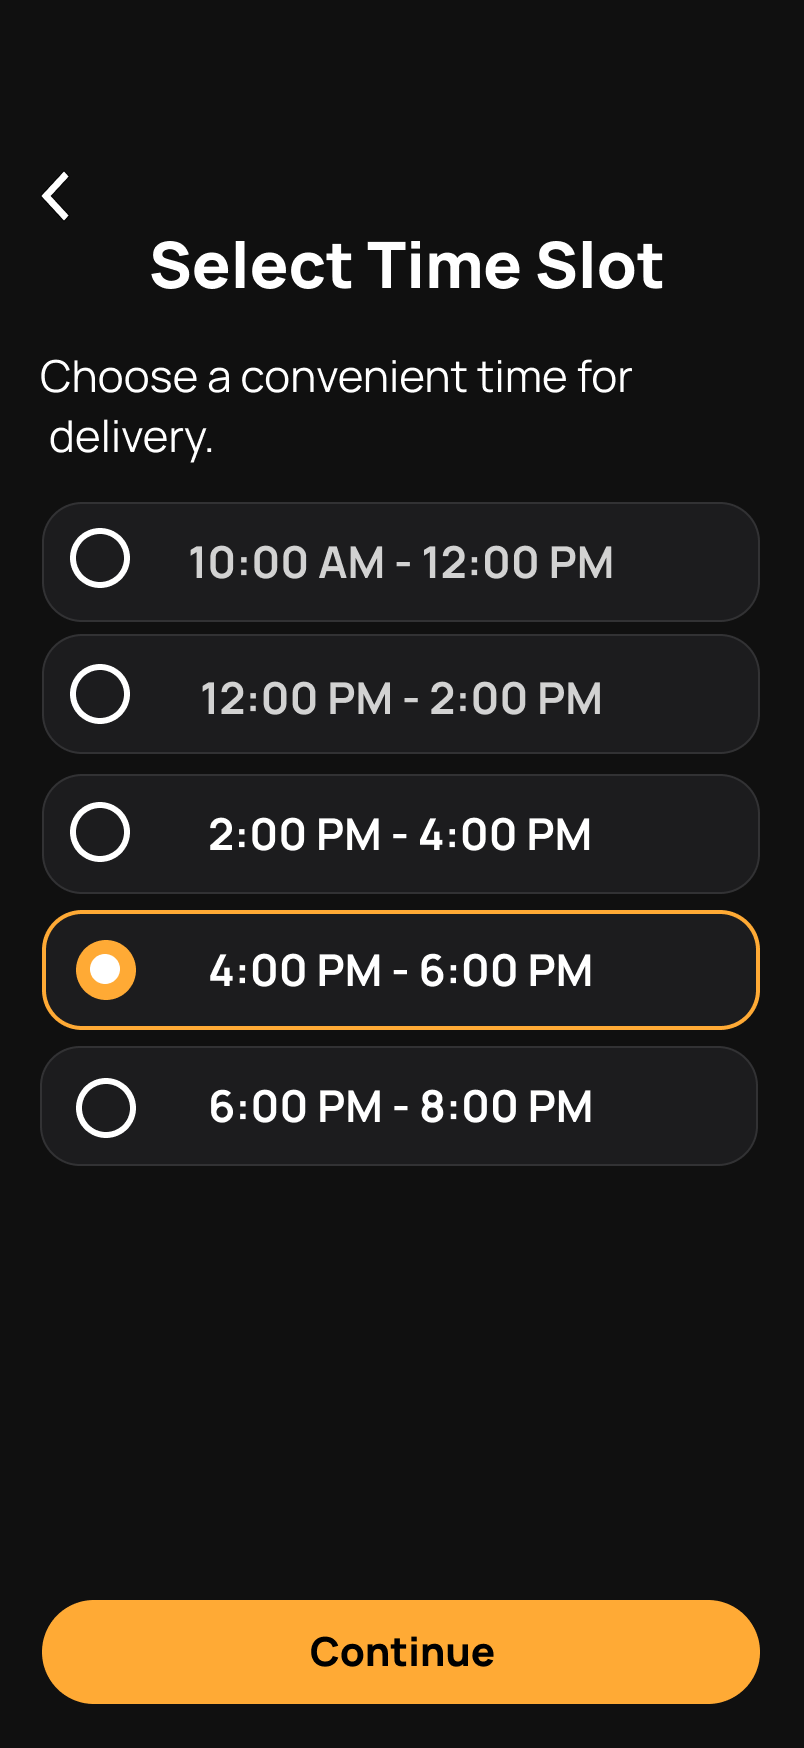 Select Time Slot
Choose a convenient time for
delivery.
10:00 AM - 12:00 PM
12:00 PM - 2:00 PM
2:00 PM - 4:00 PM
4:00 PM - 6:00 PM
6:00 PM - 8:00 PM
Continue